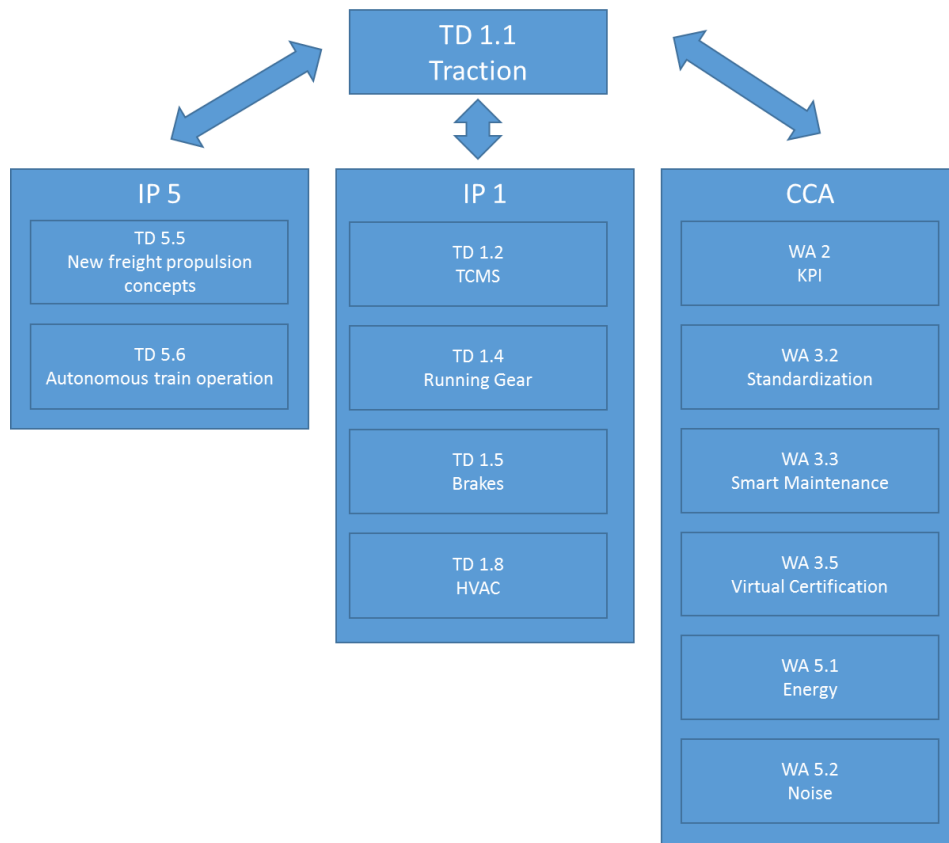 TD 1.1
Traction
IP 5
TD 5.5
New freight propulsion
concepts
TD 5.6
Autonomous train operation
IP 1
TD 1.2
TCMS
TD 1.4
Running Gear
TD 1.5
Brakes
TD 1.8
HVAC
CCA
WA 2
KPI
WA 3.2
Standardization
WA 3.3
Smart Maintenance
WA 3.5
Virtual Certification
WA 5.1
Energy
WA 5.2
Noise